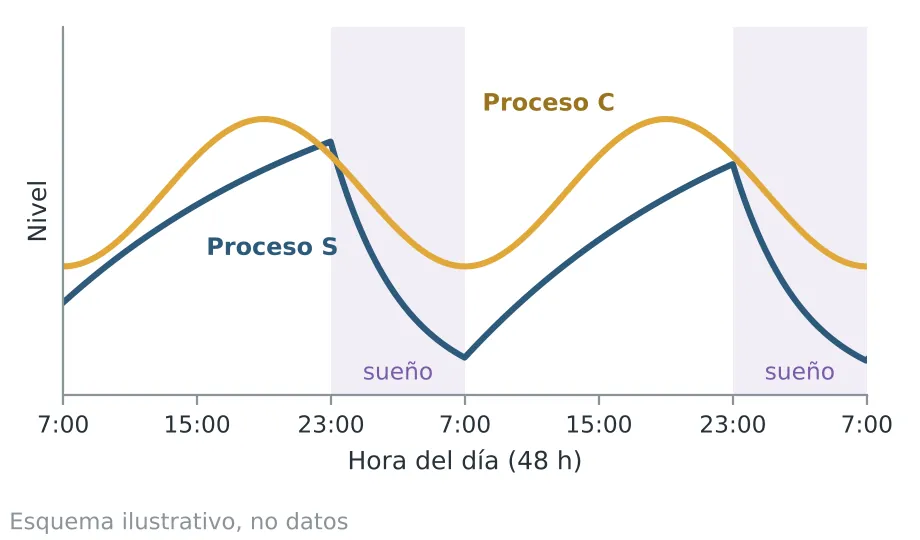 Proceso C
Nivel
Proceso S
sueño sueño
7:00 15:00 23:00 7:00 15:00 23:00 7:00
Hora del día (48 h)
Esquema ilustrativo, no datos